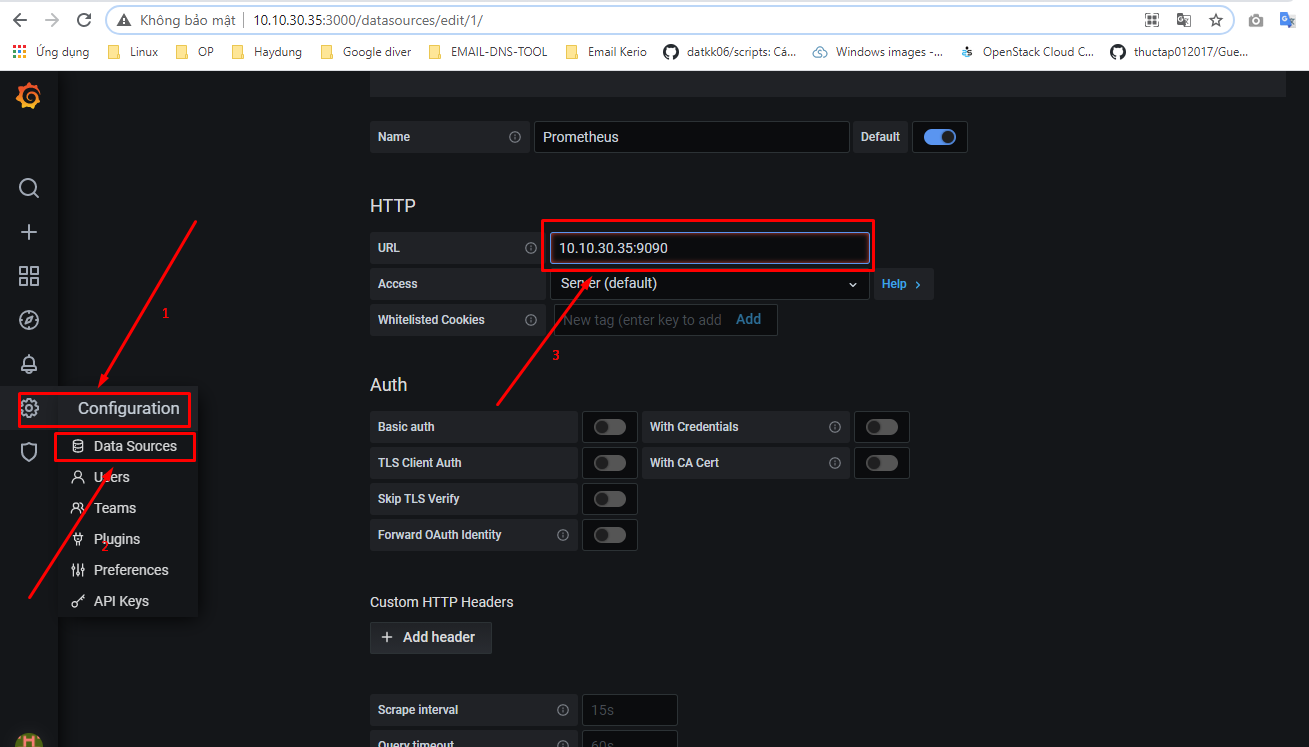 Không bảo mật 10.10.30.35:3000/datasources/edit/1/
Ứng dụng Linux OP Haydung Google diver EMAIL-DNS-TOOL Email Kerio datkk06/scripts: Cá... Windows images -... OpenStack Cloud C... thuctap012017/Gue...
Name Prometheus Default
HTTP
URL 10.10.30.35:9090
Access Server (default) Help
Whitelisted Cookies New tag (enter key to add Add
1
3
Auth
Configuration
Basic auth With Credentials
Data Sources
TLS Client Auth With CA Cert
Users
Skip TLS Verify
Teams
Forward OAuth Identity
Plugins
2
Preferences
Custom HTTP Headers
API Keys
Add header
Scrape interval 15s
Query timeout 60s